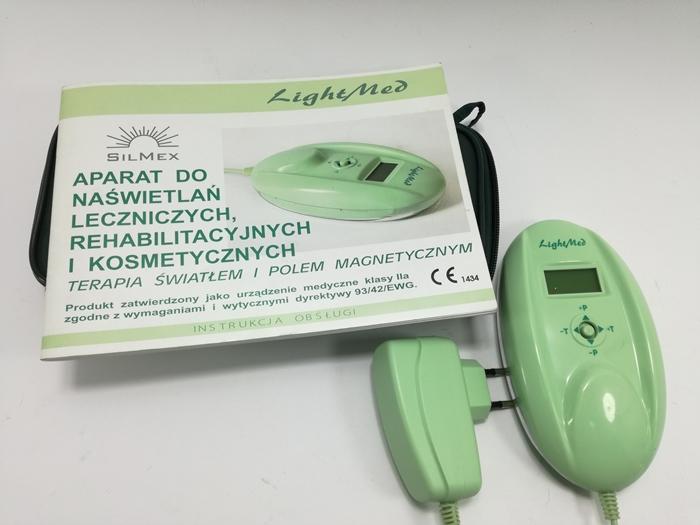 LightMed
SILMEX
APARAT DO
NAŚWIETLAŃ
LECZNICZYCH,
REHABILITACYJNYCH
I KOSMETYCZNYCH
TERAPIA ŚWIATŁEM I POLEM MAGNETYCZNYM
Produkt zatwierdzony jako urządzenie medyczne klasy IIa
zgodne z wymaganiami i wytycznymi dyrektywy 93/42/EWG.
CE 1434
INSTRUKCJA OBSŁUGI
LightMed
LightMed
+P
-T +T
-P